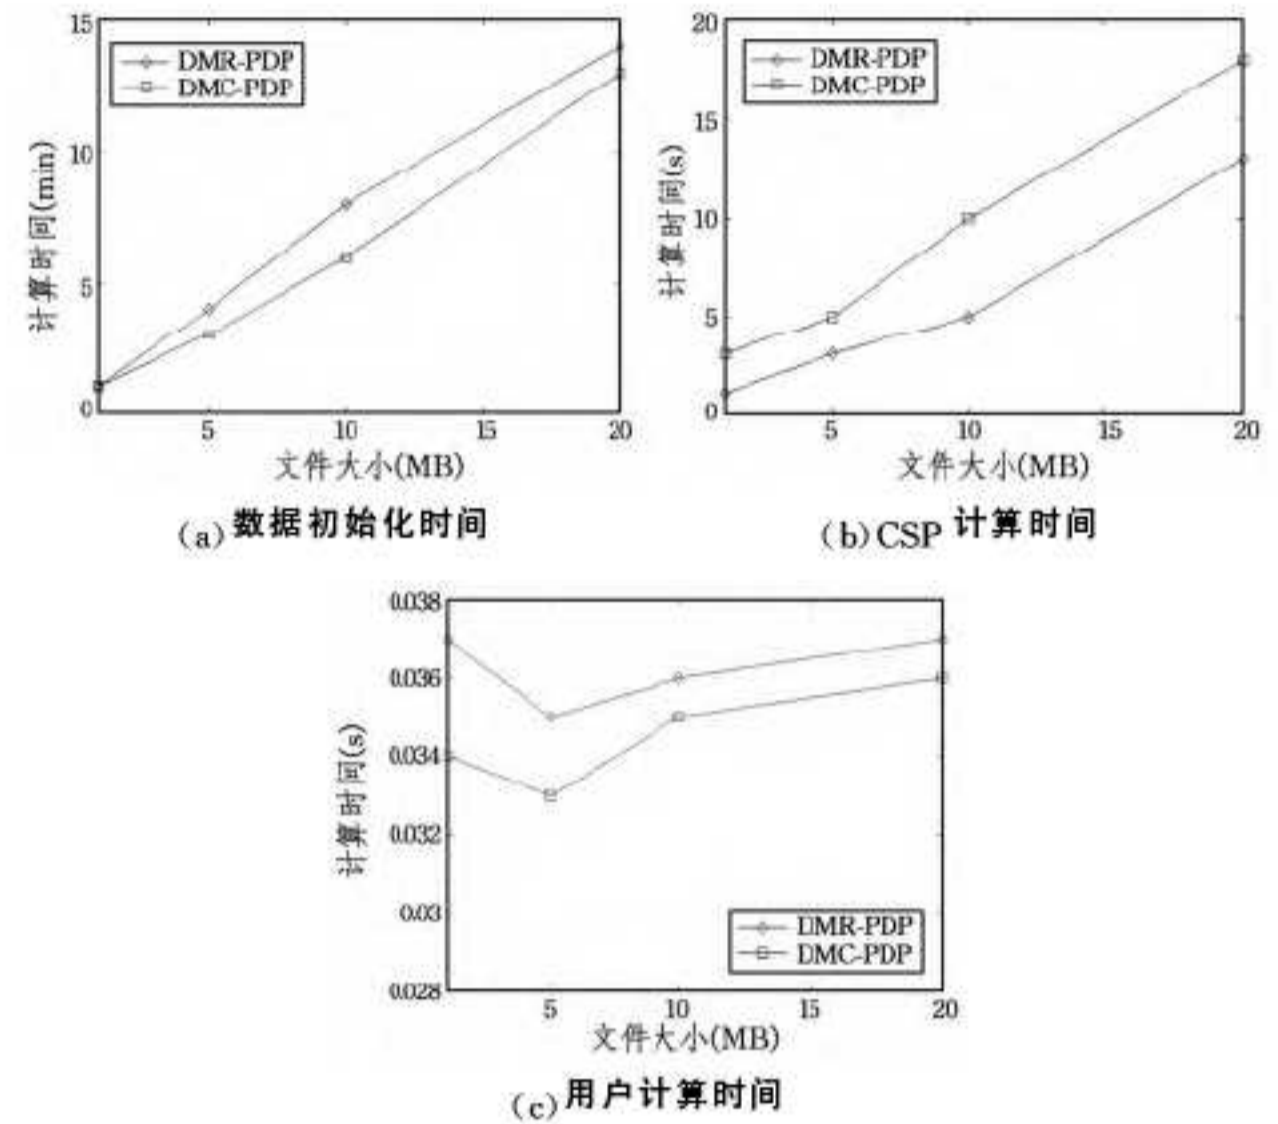 15
10
5
0
DMR-PDP
DMC-PDP
计算时间(min)
5 10 15 20
文件大小(MB)
(a)数据初始化时间
20
15
10
5
0
DMR-PDP
DMC-PDP
计算时间(s)
5 10 15 20
文件大小(MB)
(b)CSP 计算时间
0.038
0.036
0.034
0.032
0.03
0.028
计算时间(s)
DMR-PDP
DMC-PDP
5 10 15 20
文件大小(MB)
(c)用户计算时间